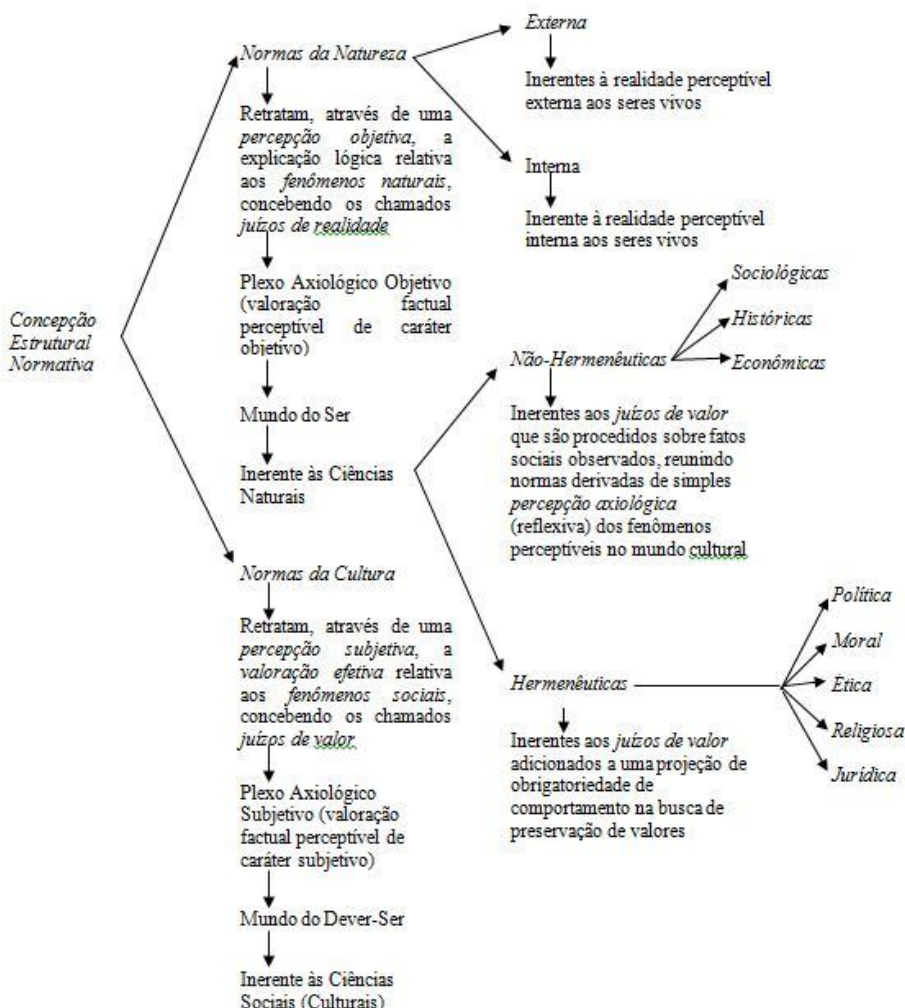 Concepção
Estrutural
Normativa
Normas da Natureza
Retratam, através de uma
percepção objetiva, a
explicação lógica relativa
aos fenômenos naturais,
concebendo os chamados
juízos de realidade
Plexo Axiológico Objetivo
(valoração factual
perceptível de caráter
objetivo)
Mundo do Ser
Inerente às Ciências
Naturais
Externa
Inerentes à realidade perceptível
externa aos seres vivos
Interna
Inerente à realidade perceptível
interna aos seres vivos
Normas da Cultura
Retratam, através de uma
percepção subjetiva, a
valoração efetiva relativa
aos fenômenos sociais,
concebendo os chamados
juízos de valor
Plexo Axiológico
Subjetivo (valoração
factual perceptível de
caráter subjetivo)
Mundo do Dever-Ser
Inerente às Ciências
Sociais (Culturais)
Não-Hermenêuticas
Inerentes aos juízos de valor
que são procedidos sobre fatos
sociais observados, reunindo
normas derivadas de simples
percepção axiológica
(reflexiva) dos fenômenos
perceptíveis no mundo cultural
Sociológicas
Históricas
Econômicas
Hermenêuticas
Inerentes aos juízos de valor
adicionados a uma projeção de
obrigatoriedade de
comportamento na busca de
preservação de valores
Política
Moral
Ética
Religiosa
Jurídica